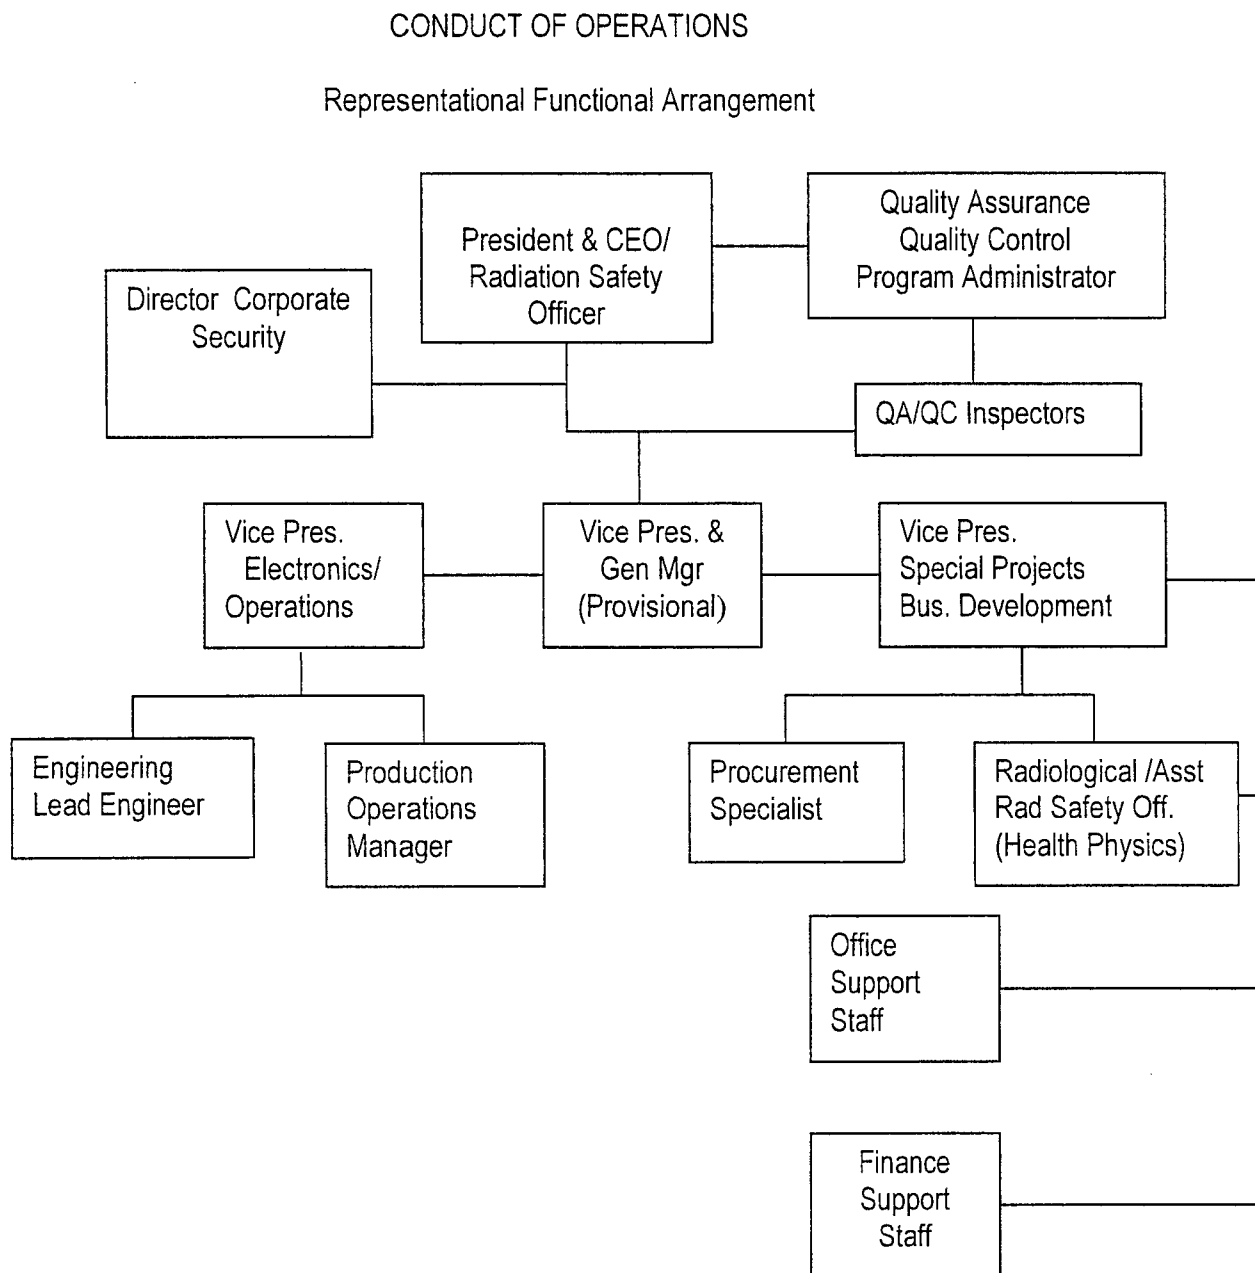 CONDUCT OF OPERATIONS
Representational Functional Arrangement
President & CEO/
Radiation Safety
Officer
Quality Assurance
Quality Control
Program Administrator
Director Corporate
Security
QA/QC Inspectors
Vice Pres.
Electronics/
Operations
Vice Pres. &
Gen Mgr
(Provisional)
Vice Pres.
Special Projects
Bus. Development
Engineering
Lead Engineer
Production
Operations
Manager
Procurement
Specialist
Radiological /Asst
Rad Safety Off.
(Health Physics)
Office
Support
Staff
Finance
Support
Staff